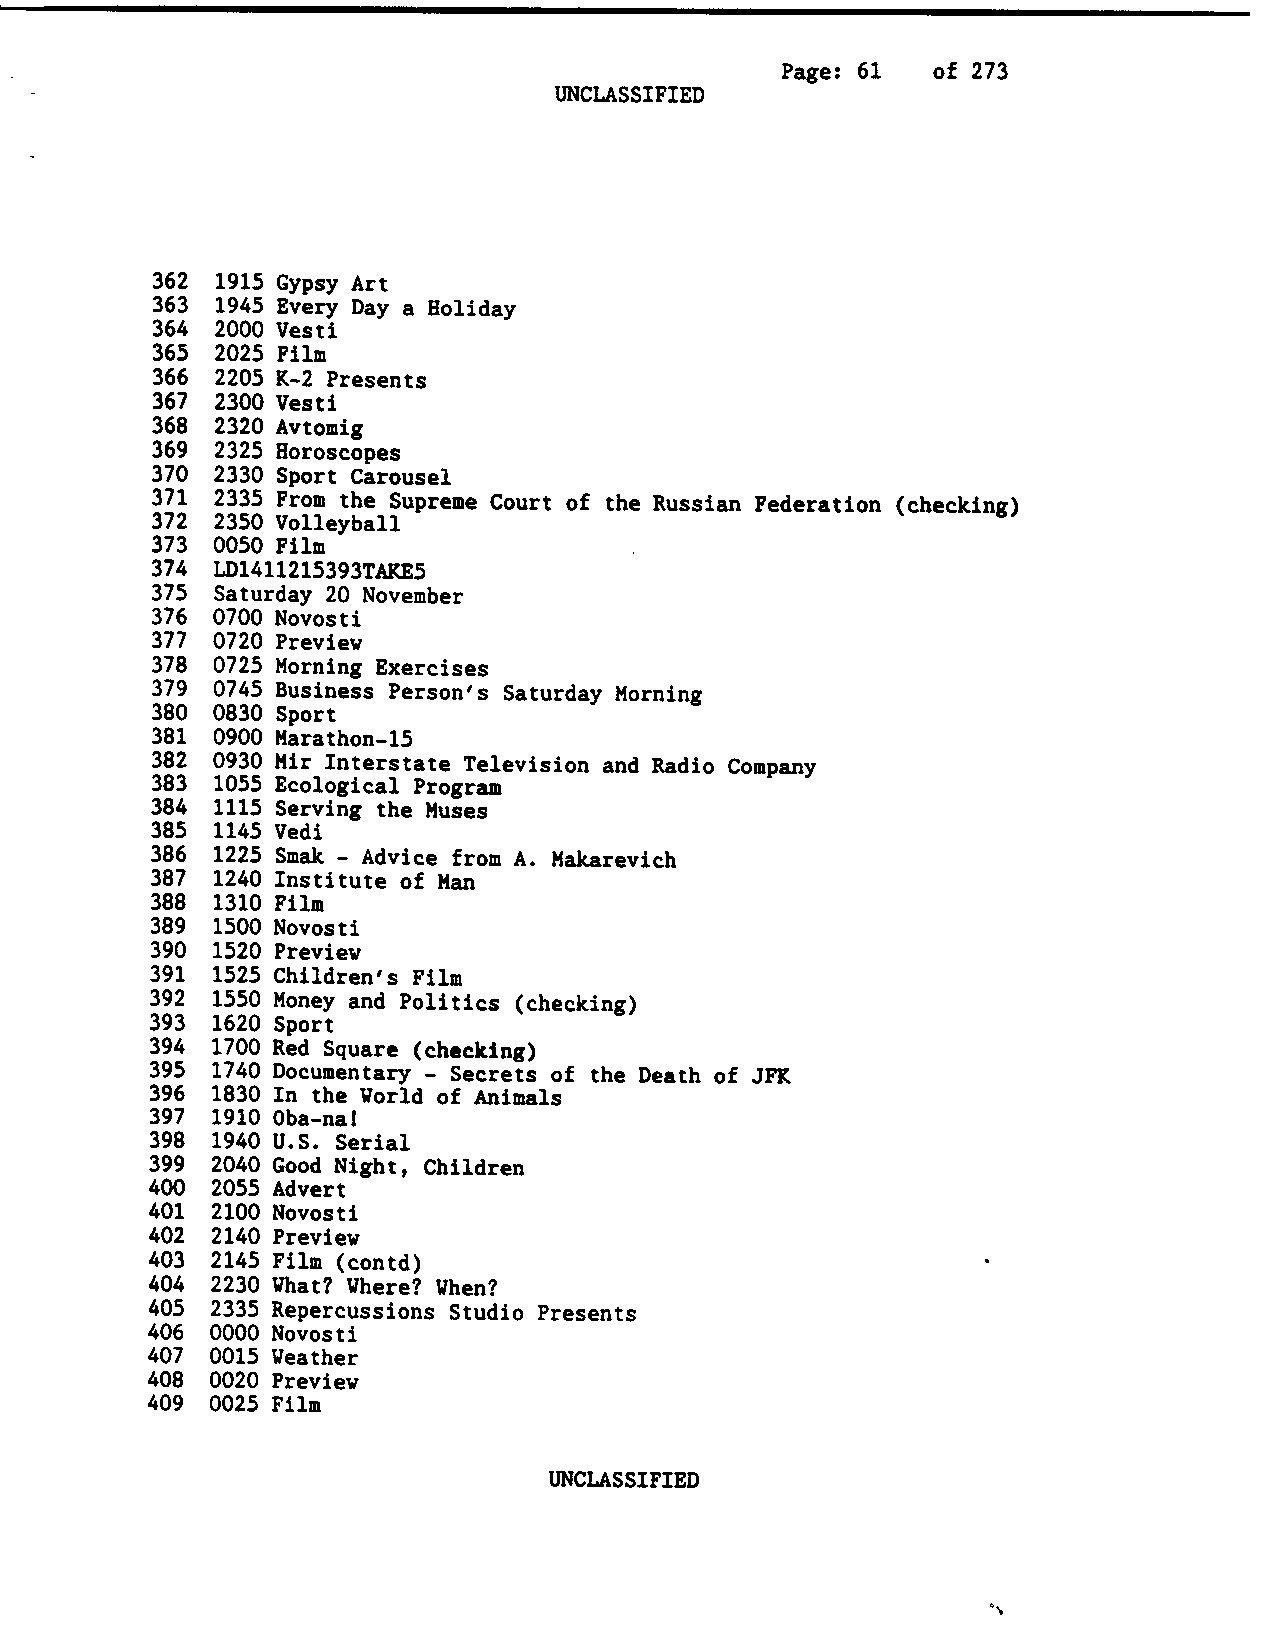 Page: 61 of 273
UNCLASSIFIED
362 1915 Gypsy Art
363 1945 Every Day a Holiday
364 2000 Vesti
365 2025 Film
366 2205 K-2 Presents
367 2300 Vesti
368 2320 Avtomig
369 2325 Horoscopes
370 2330 Sport Carousel
371 2335 From the Supreme Court of the Russian Federation (checking)
372 2350 Volleyball
373 0050 Film
374 LD1411215393TAKE5
375 Saturday 20 November
376 0700 Novosti
377 0720 Preview
378 0725 Morning Exercises
379 0745 Business Person's Saturday Morning
380 0830 Sport
381 0900 Marathon-15
382 0930 Mir Interstate Television and Radio Company
383 1055 Ecological Program
384 1115 Serving the Muses
385 1145 Vedi
386 1225 Smak - Advice from A. Makarevich
387 1240 Institute of Man
388 1310 Film
389 1500 Novosti
390 1520 Preview
391 1525 Children's Film
392 1550 Money and Politics (checking)
393 1620 Sport
394 1700 Red Square (checking)
395 1740 Documentary - Secrets of the Death of JFK
396 1830 In the World of Animals
397 1910 Oba-na!
398 1940 U.S. Serial
399 2040 Good Night, Children
400 2055 Advert
401 2100 Novosti
402 2140 Preview
403 2145 Film (contd)
404 2230 What? Where? When?
405 2335 Repercussions Studio Presents
406 0000 Novosti
407 0015 Weather
408 0020 Preview
409 0025 Film
UNCLASSIFIED